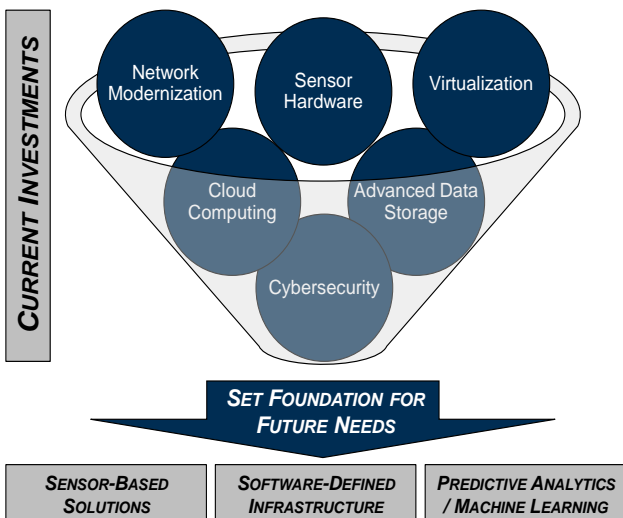 CURRENT INVESTMENTS
Network
Modernization
Sensor
Hardware
Virtualization
Cloud
Computing
Advanced Data
Storage
Cybersecurity
SET FOUNDATION FOR
FUTURE NEEDS
SENSOR-BASED
SOLUTIONS
SOFTWARE-DEFINED
INFRASTRUCTURE
PREDICTIVE ANALYTICS
/ MACHINE LEARNING